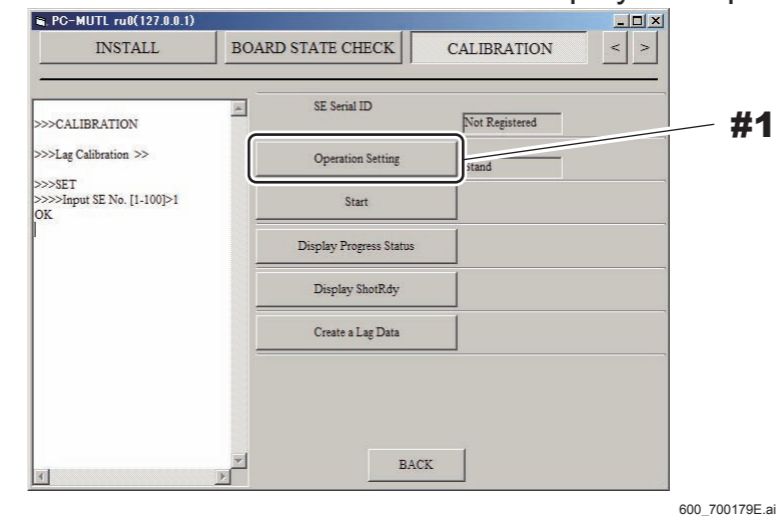 PC-MUTL ru0(127.0.0.1)
INSTALL
BOARD STATE CHECK
CALIBRATION
< >
>>>CALIBRATION
>>>Lag Calibration >>
>>>SET
>>>>Input SE No. [1-100]>1
OK
SE Serial ID
Not Registered
Operation Setting
Stand
Start
Display Progress Status
Display ShotRdy
Create a Lag Data
BACK
#1
600_700179E.ai